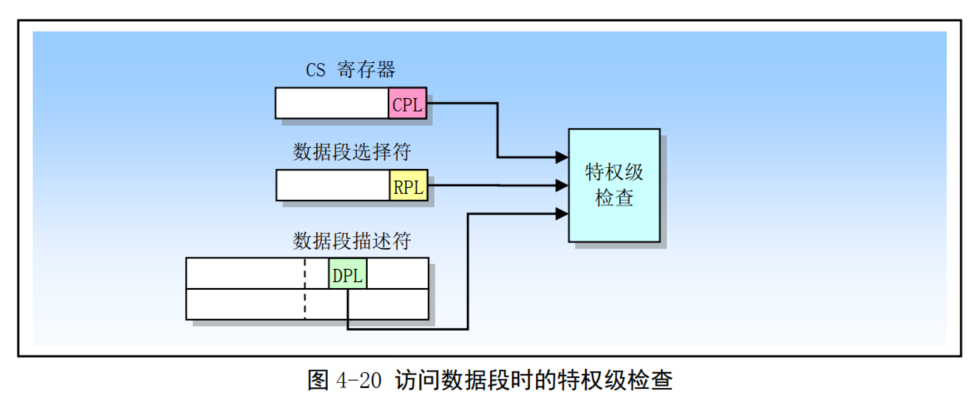 CS 寄存器
CPL
数据段选择符
RPL
特权级
检查
数据段描述符
DPL
图 4-20 访问数据段时的特权级检查